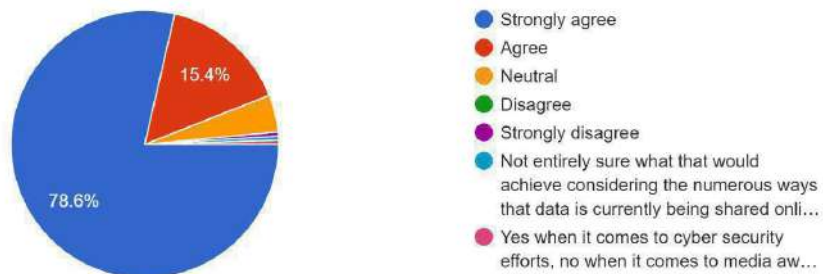 78.6%
15.4%
Strongly agree
Agree
Neutral
Disagree
Strongly disagree
Not entirely sure what that would
achieve considering the numerous ways
that data is currently being shared onli...
Yes when it comes to cyber security
efforts, no when it comes to media aw...